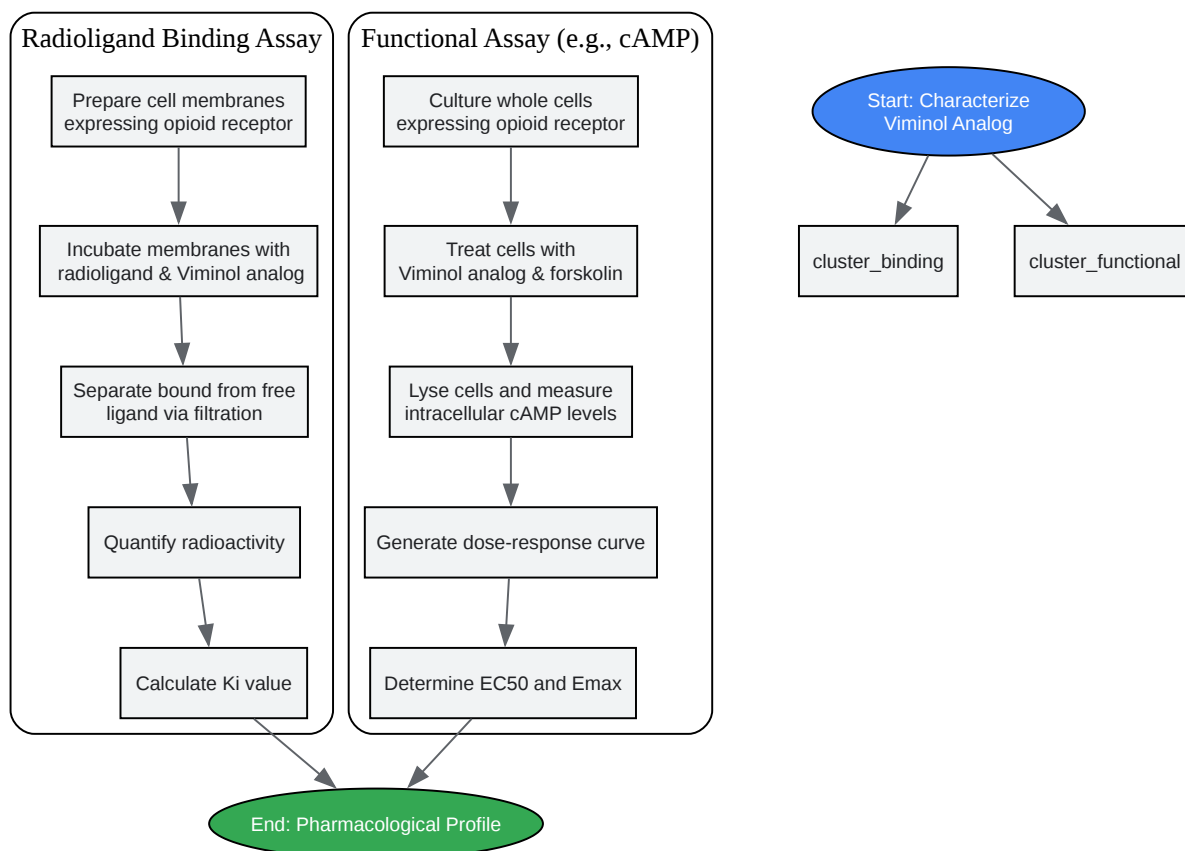 Radioligand Binding Assay
Prepare cell membranes
expressing opioid receptor
Incubate membranes with
radioligand & Viminol analog
Separate bound from free
ligand via filtration
Quantify radioactivity
Calculate Ki value
Functional Assay (e.g., cAMP)
Culture whole cells
expressing opioid receptor
Treat cells with
Viminol analog & forskolin
Lyse cells and measure
intracellular cAMP levels
Generate dose-response curve
Determine EC50 and Emax
End: Pharmacological Profile
Start: Characterize
Viminol Analog
cluster_binding
cluster_functional